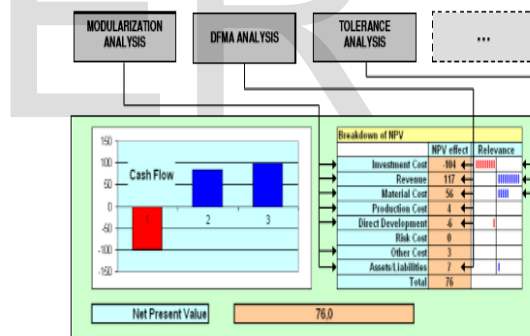 ER
MODULARIZATION
ANALYSIS
DFMA ANALYSIS
TOLERANCE
ANALYSIS
...
150
100
50
0
-50
-100
-150
Cash Flow
1
2
3
Breakdown of NPV
NPV effect Relevance
Investment Cost -104
Revenue 117
Material Cost 56
Production Cost 4
Direct Development -6
Risk Cost 0
Other Cost 3
Assets/Liabilities 7
Total 76
Net Present Value 76,0